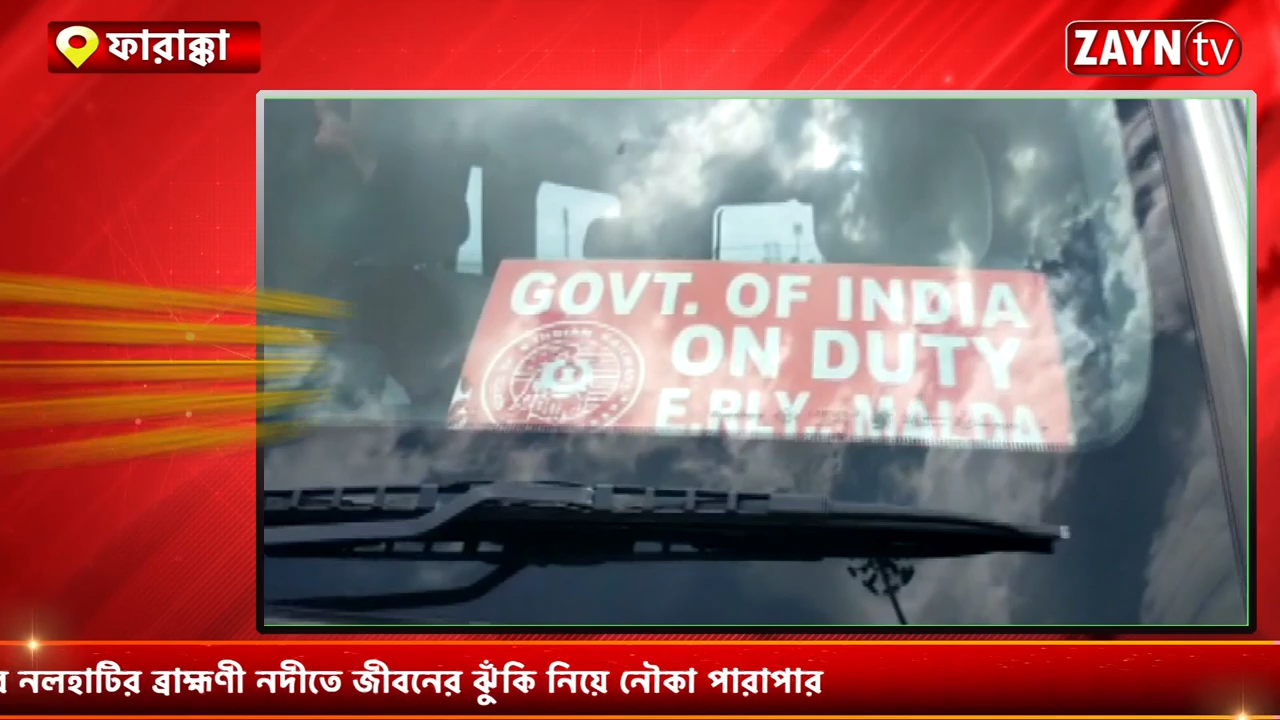 ফারাক্কা
ZAYN tv
GOVT. OF INDIA
ON DUTY
E.RLY. MALDA
নলহাটির ব্রাহ্মণী নদীতে জীবনের ঝুঁকি নিয়ে নৌকা পারাপার